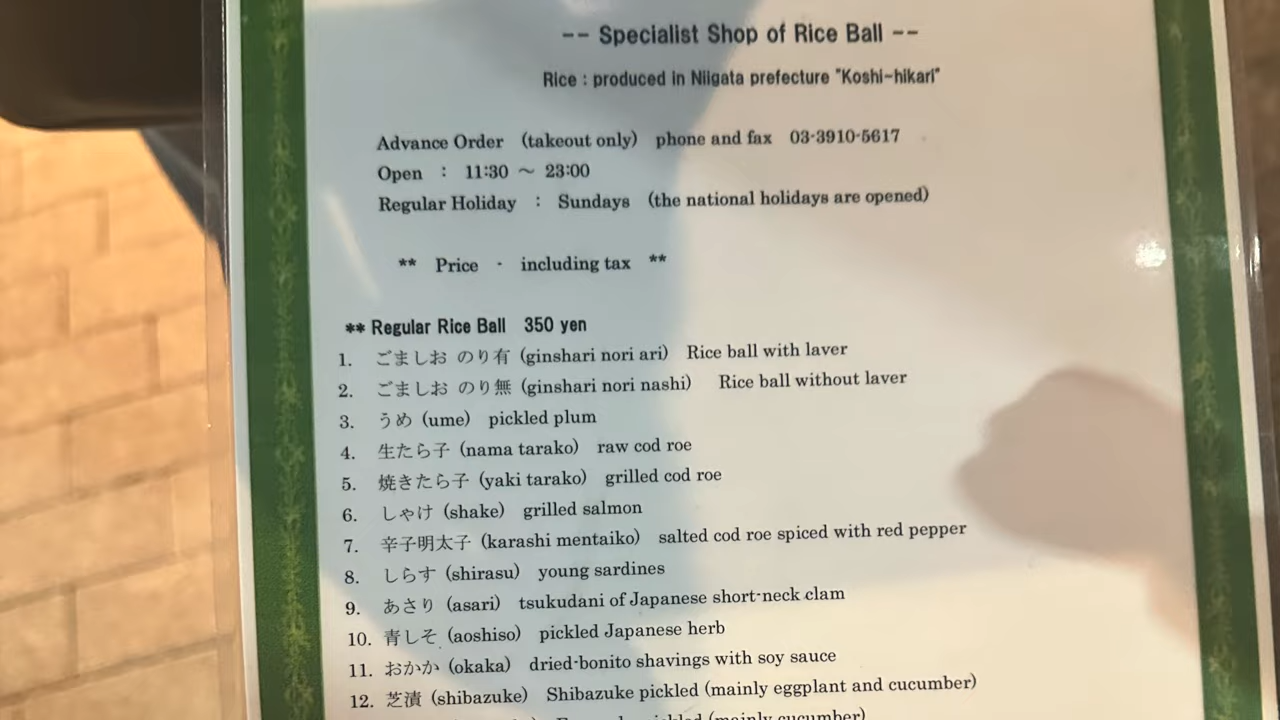 -- Specialist Shop of Rice Ball --
Rice : produced in Niigata prefecture "Koshi-hikari"
Advance Order (takeout only) phone and fax 03-3910-5617
Open : 11:30 ～ 23:00
Regular Holiday : Sundays (the national holidays are opened)
** Price - including tax **
** Regular Rice Ball 350 yen
1. ごましお のり有 (ginshari nori ari) Rice ball with laver
2. ごましお のり無 (ginshari nori nashi) Rice ball without laver
3. うめ (ume) pickled plum
4. 生たら子 (nama tarako) raw cod roe
5. 焼きたら子 (yaki tarako) grilled cod roe
6. しゃけ (shake) grilled salmon
7. 辛子明太子 (karashi mentaiko) salted cod roe spiced with red pepper
8. しらす (shirasu) young sardines
9. あさり (asari) tsukudani of Japanese short-neck clam
10. 青しそ (aoshiso) pickled Japanese herb
11. おかか (okaka) dried-bonito shavings with soy sauce
12. 芝漬 (shibazuke) Shibazuke pickled (mainly eggplant and cucumber)
(mainly cucumber)